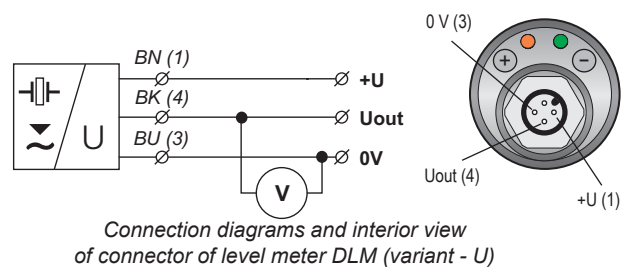 BN (1)
+U
BK (4)
Uout
BU (3)
0V
U
V
0 V (3)
+
−
Uout (4)
+U (1)
Connection diagrams and interior view
of connector of level meter DLM (variant - U)